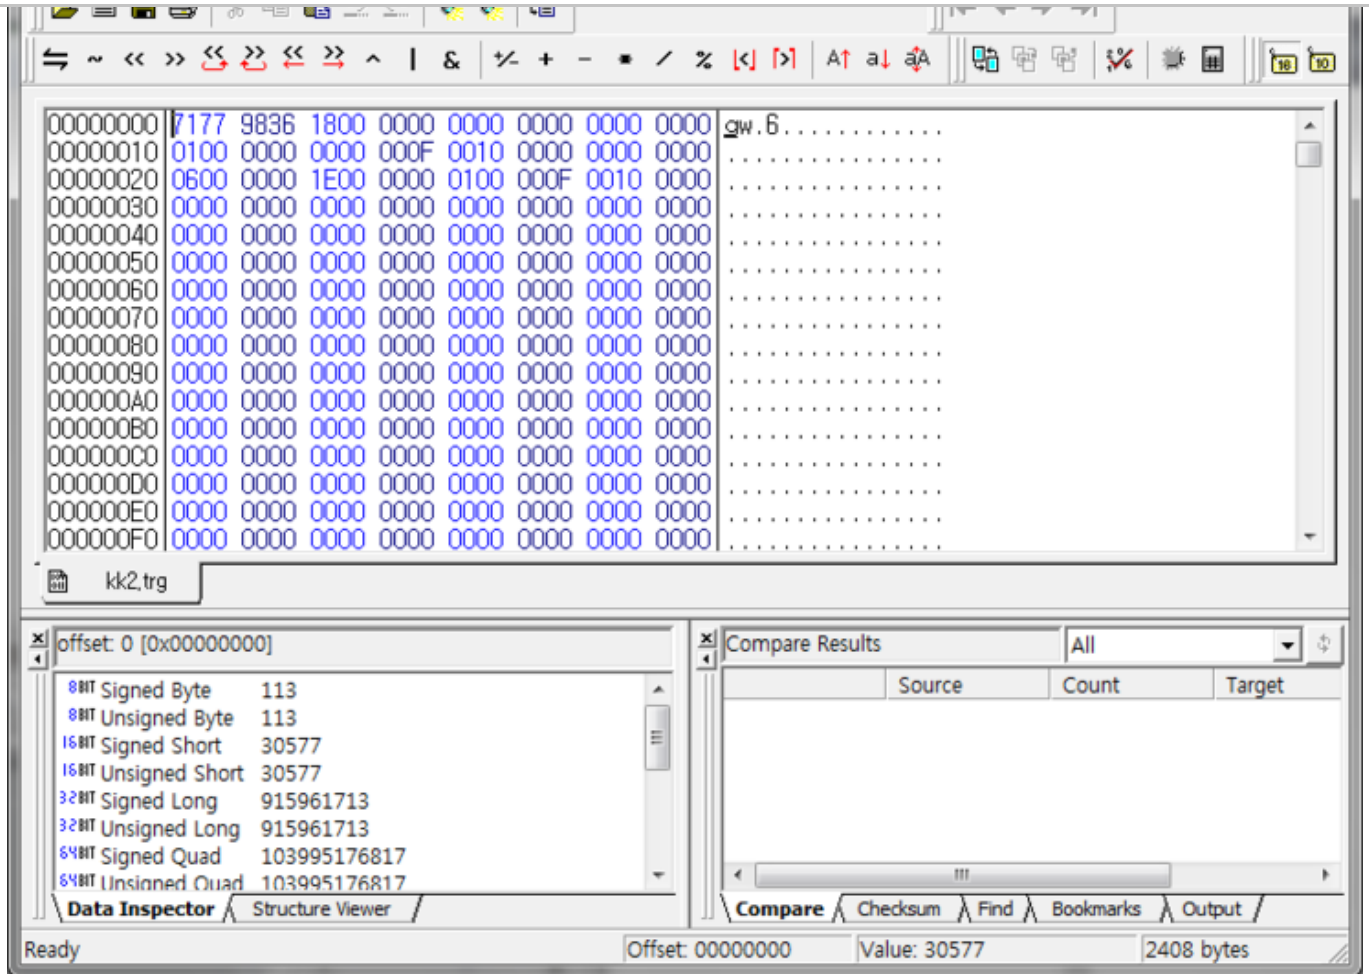 00000000 7177 9836 1800 0000 0000 0000 0000 0000 qw.6............
00000010 0100 0000 0000 000F 0010 0000 0000 0000 ................
00000020 0600 0000 1E00 0000 0100 000F 0010 0000 ................
00000030 0000 0000 0000 0000 0000 0000 0000 0000 ................
00000040 0000 0000 0000 0000 0000 0000 0000 0000 ................
00000050 0000 0000 0000 0000 0000 0000 0000 0000 ................
00000060 0000 0000 0000 0000 0000 0000 0000 0000 ................
00000070 0000 0000 0000 0000 0000 0000 0000 0000 ................
00000080 0000 0000 0000 0000 0000 0000 0000 0000 ................
00000090 0000 0000 0000 0000 0000 0000 0000 0000 ................
000000A0 0000 0000 0000 0000 0000 0000 0000 0000 ................
000000B0 0000 0000 0000 0000 0000 0000 0000 0000 ................
000000C0 0000 0000 0000 0000 0000 0000 0000 0000 ................
000000D0 0000 0000 0000 0000 0000 0000 0000 0000 ................
000000E0 0000 0000 0000 0000 0000 0000 0000 0000 ................
000000F0 0000 0000 0000 0000 0000 0000 0000 0000 ................
kk2.trg
offset: 0 [0x00000000]
8BIT Signed Byte 113
8BIT Unsigned Byte 113
16BIT Signed Short 30577
16BIT Unsigned Short 30577
32BIT Signed Long 915961713
32BIT Unsigned Long 915961713
64BIT Signed Quad 103995176817
64BIT Unsigned Quad 103995176817
Data Inspector Structure Viewer
Compare Results All
Source Count Target
Compare Checksum Find Bookmarks Output
Ready Offset: 00000000 Value: 30577 2408 bytes